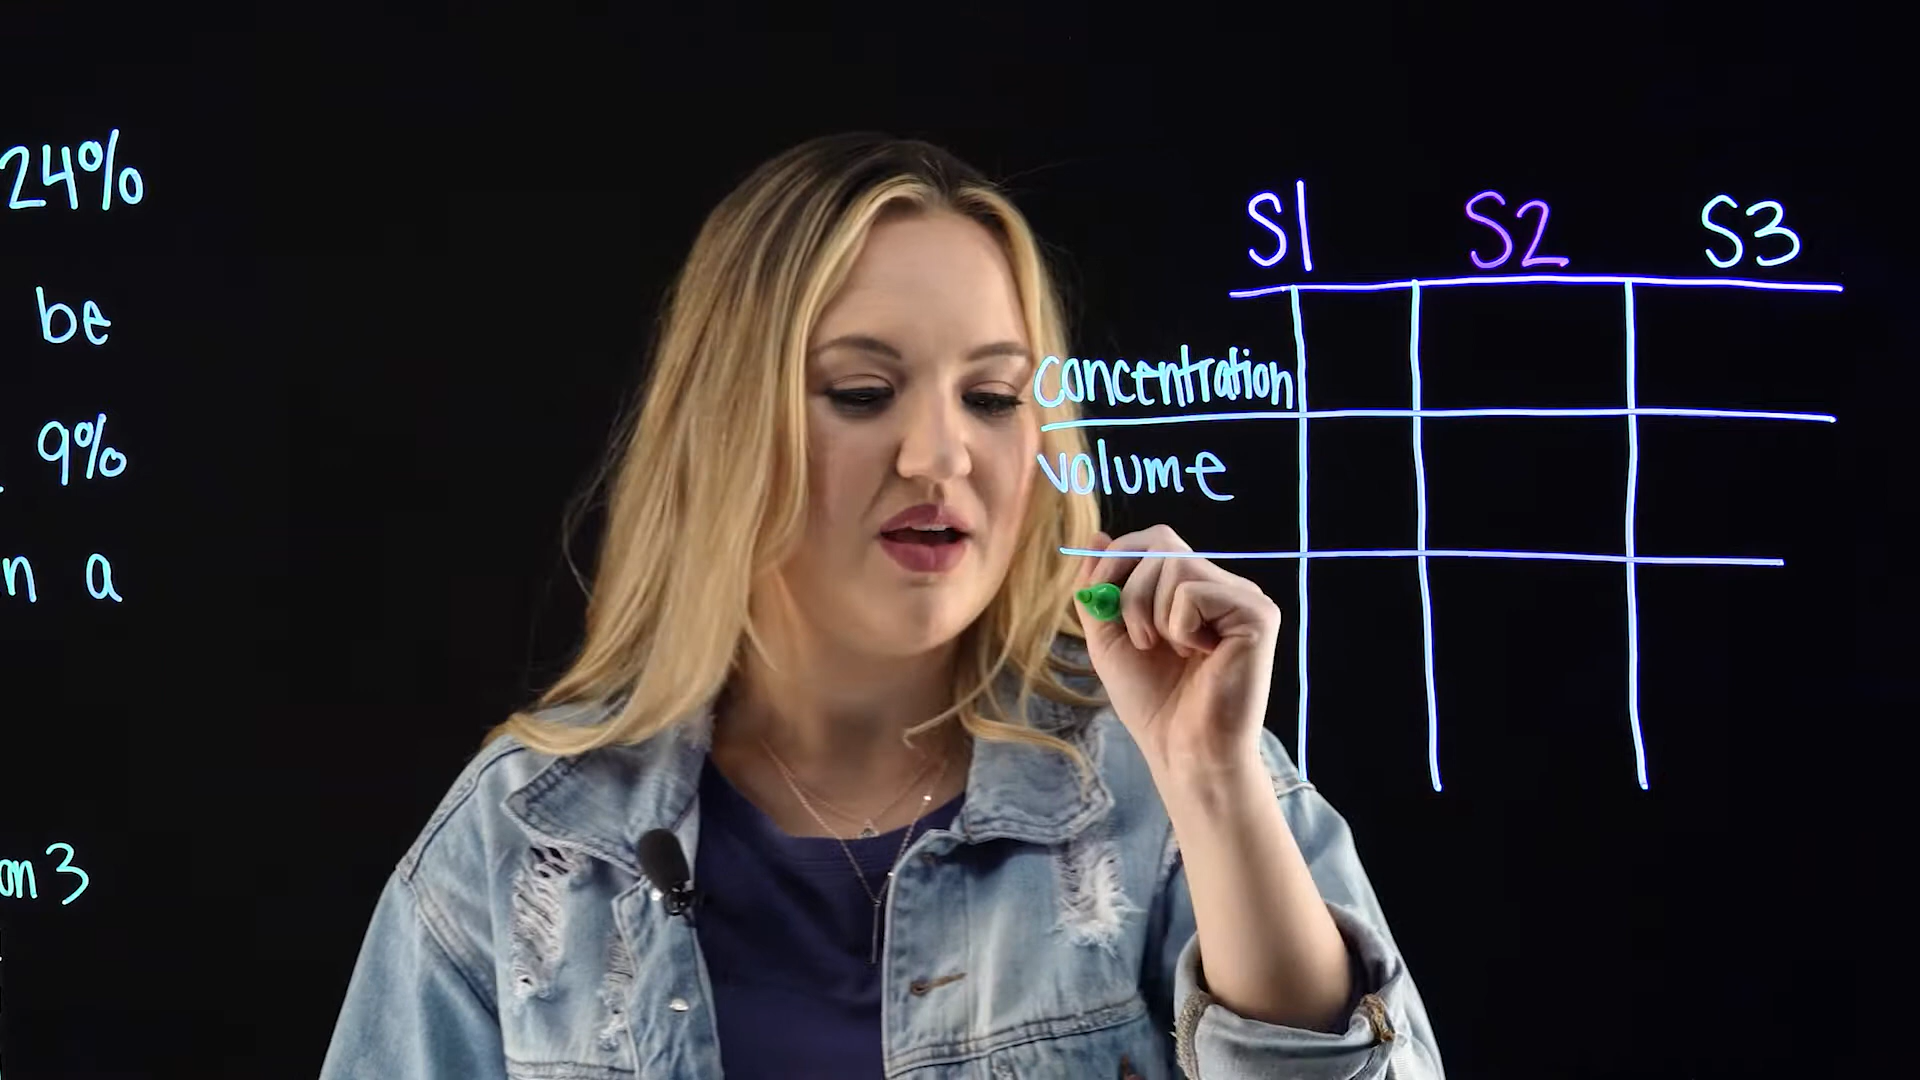 24%
be
9%
n a
on 3
S1 S2 S3
concentration
volume